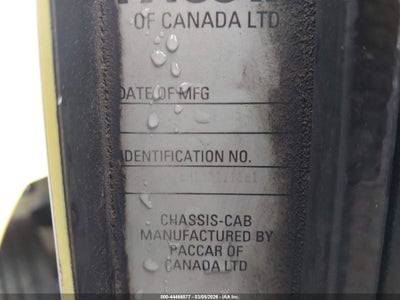 OF CANADA LTD
DATE OF MFG
IDENTIFICATION NO.
CHASSIS-CAB
MANUFACTURED BY
PACCAR OF
CANADA LTD
000-44468577 - 03/09/2026 - IAA Inc.